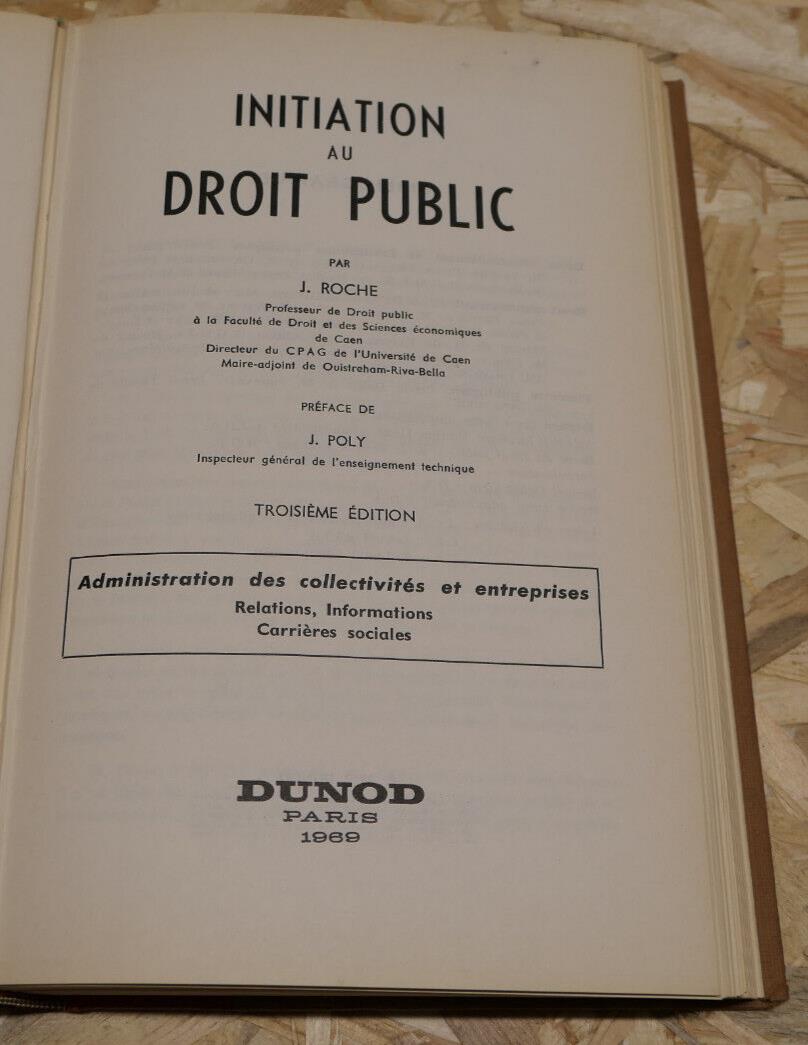 INITIATION
AU
DROIT PUBLIC
PAR
J. ROCHE
Professeur de Droit public
à la Faculté de Droit et des Sciences économiques
de Caen
Directeur du CPAG de l'Université de Caen
Maire-adjoint de Ouistreham-Riva-Bella
PRÉFACE DE
J. POLY
Inspecteur général de l'enseignement technique
TROISIÈME ÉDITION
Administration des collectivités et entreprises
Relations, Informations
Carrières sociales
DUNOD
PARIS
1969